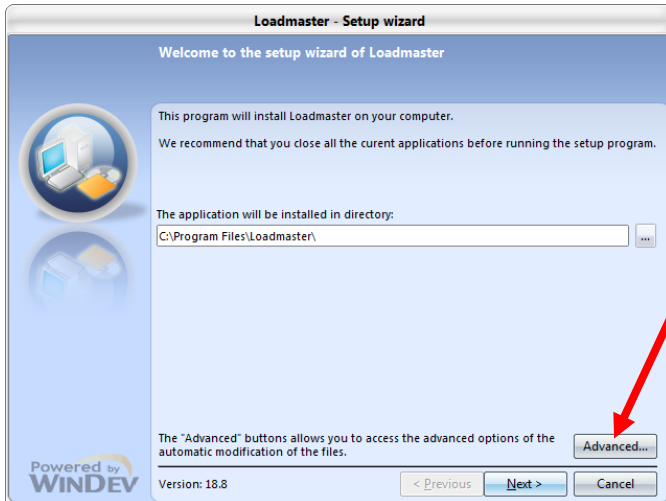 Loadmaster - Setup wizard
Welcome to the setup wizard of Loadmaster
This program will install Loadmaster on your computer.
We recommend that you close all the curent applications before running the setup program.
The application will be installed in directory:
C:\Program Files\Loadmaster\
...
The "Advanced" buttons allows you to access the advanced options of the
automatic modification of the files.
Advanced...
Powered by
WINDEV
Version: 18.8
< Previous
Next >
Cancel